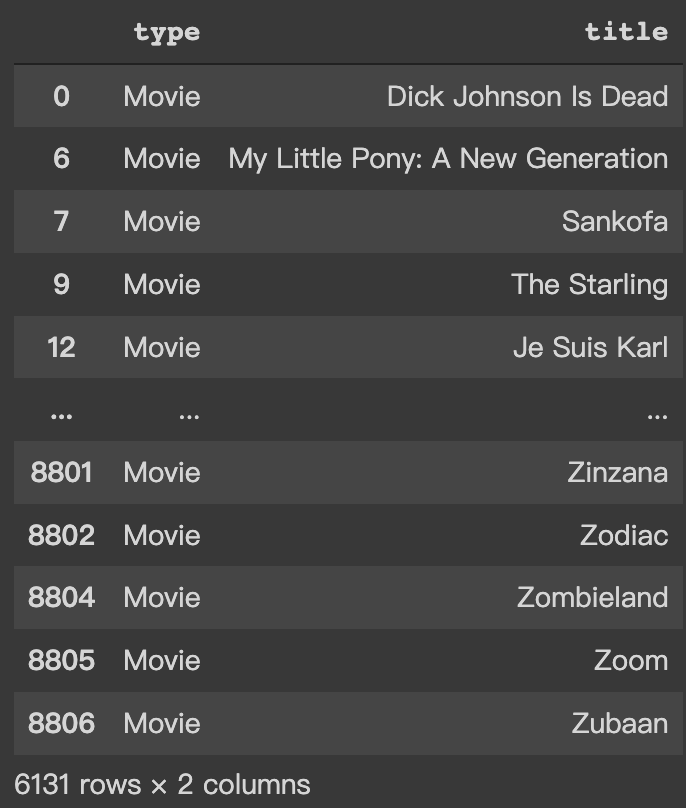 type title
0 Movie Dick Johnson Is Dead
6 Movie My Little Pony: A New Generation
7 Movie Sankofa
9 Movie The Starling
12 Movie Je Suis Karl
... ... ...
8801 Movie Zinzana
8802 Movie Zodiac
8804 Movie Zombieland
8805 Movie Zoom
8806 Movie Zubaan
6131 rows × 2 columns